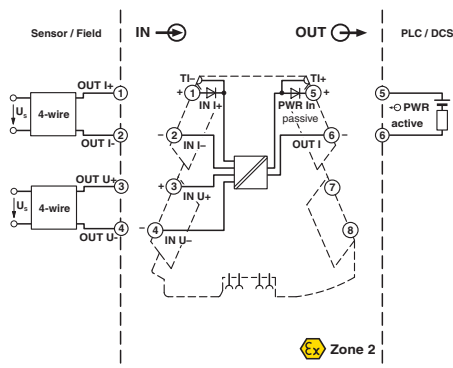 Sensor / Field
IN
OUT
PLC / DCS
OUT I+
1
TI–
+
1
IN I+
TI+
5
+
PWR In
passive
5
PWR
active
6
Us
4-wire
2
OUT I-
–
2
IN I–
6
–
OUT I
OUT U+
3
+
3
IN U+
7
Us
4-wire
4
OUT U-
–
4
IN U–
8
Ex
Zone 2